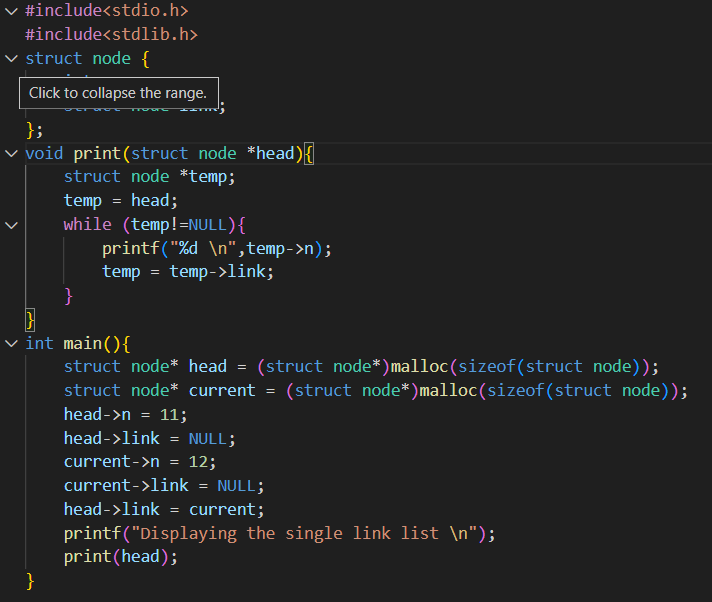 #include<stdio.h>
#include<stdlib.h>
struct node {
Click to collapse the range.
};
void print(struct node *head){
struct node *temp;
temp = head;
while (temp!=NULL){
printf("%d \n",temp->n);
temp = temp->link;
}
}
int main(){
struct node* head = (struct node*)malloc(sizeof(struct node));
struct node* current = (struct node*)malloc(sizeof(struct node));
head->n = 11;
head->link = NULL;
current->n = 12;
current->link = NULL;
head->link = current;
printf("Displaying the single link list \n");
print(head);
}